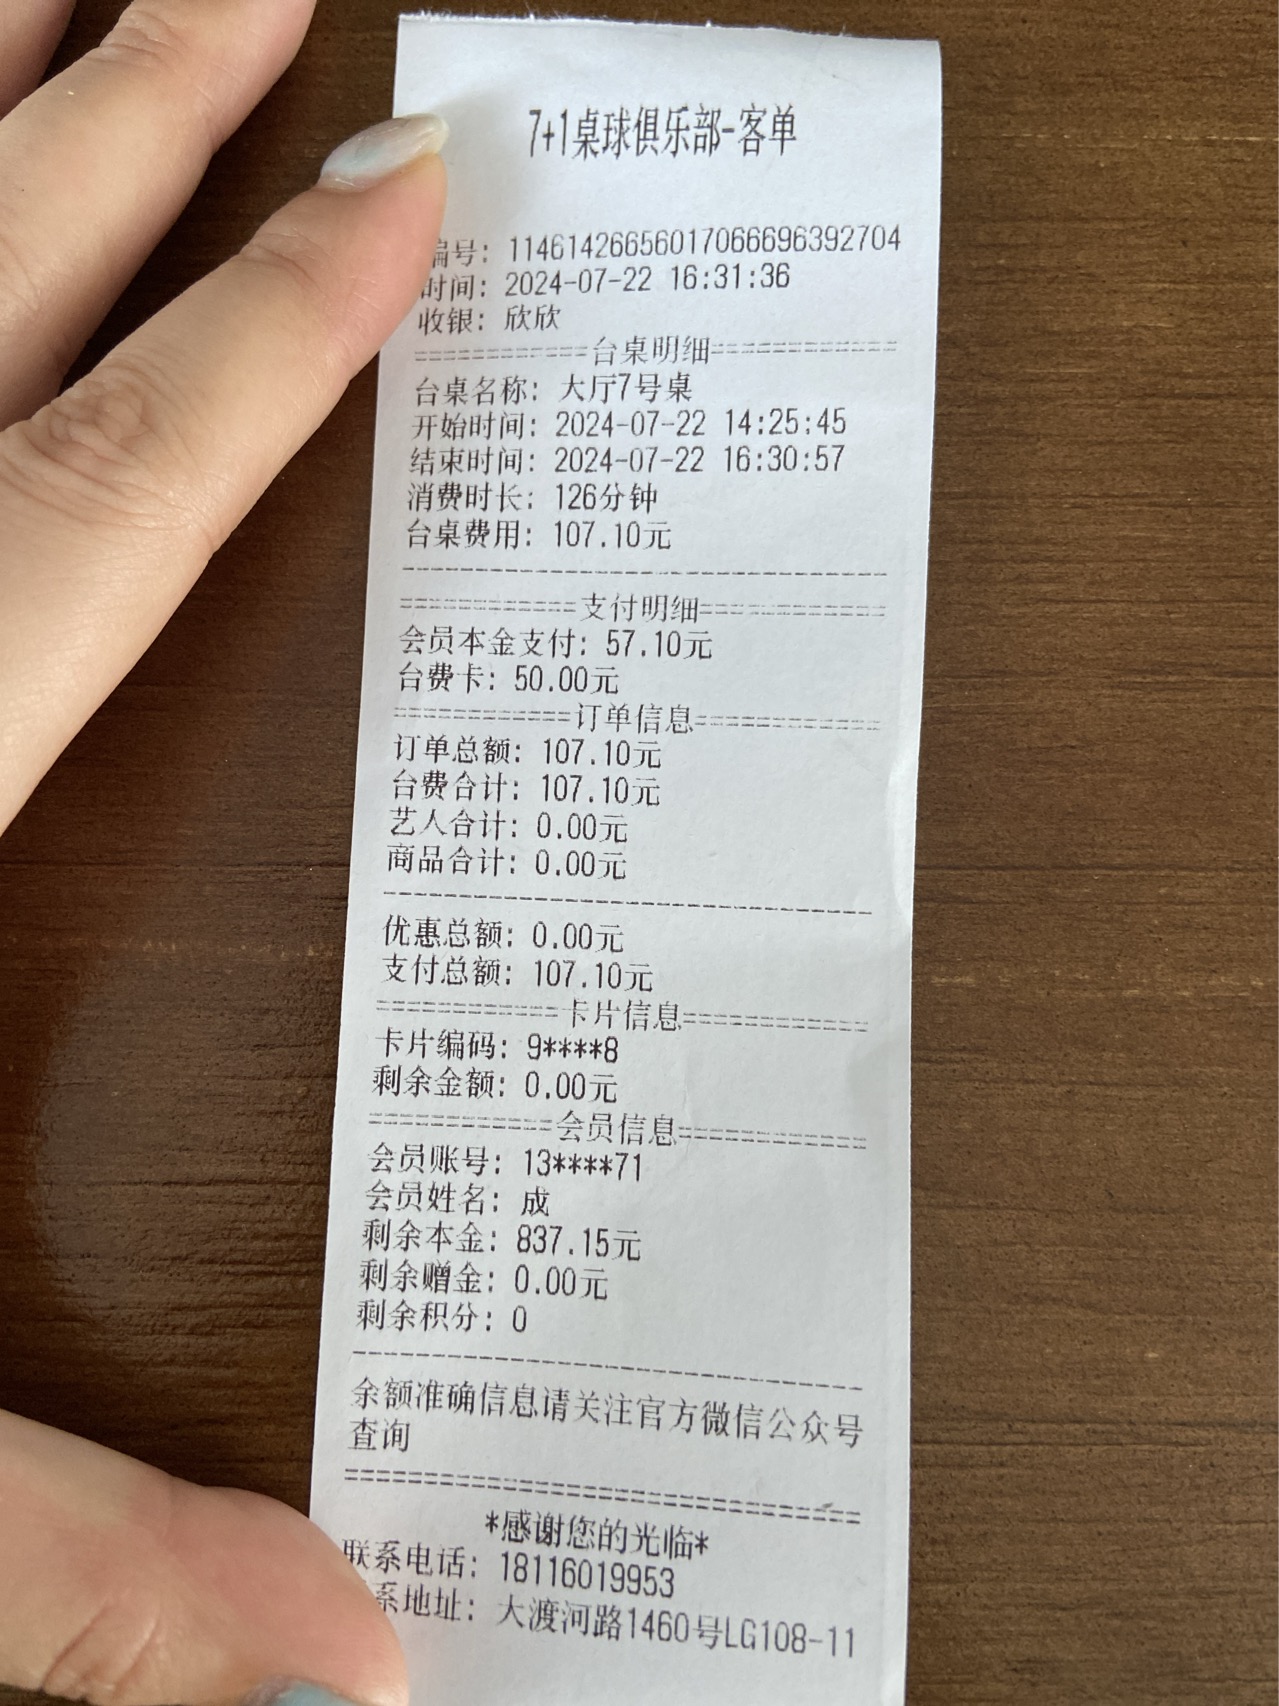 7+1桌球俱乐部-客单
编号: 1146142665601706669639​2704
时间: 2024-07-22 16:31:36
收银: 欣欣
===========台桌明细============
台桌名称: 大厅7号桌
开始时间: 2024-07-22 14:25:45
结束时间: 2024-07-22 16:30:57
消费时长: 126分钟
台桌费用: 107.10元
--------------------------------
============支付明细============
会员本金支付: 57.10元
台费卡: 50.00元
============订单信息============
订单总额: 107.10元
台费合计: 107.10元
艺人合计: 0.00元
商品合计: 0.00元
--------------------------------
优惠总额: 0.00元
支付总额: 107.10元
============卡片信息============
卡片编码: 9****8
剩余金额: 0.00元
============会员信息============
会员账号: 13****71
会员姓名: 成
剩余本金: 837.15元
剩余赠金: 0.00元
剩余积分: 0
--------------------------------
余额准确信息请关注官方微信公众号
查询
================================
*感谢您的光临*
联系电话: 18116019953
系地址: 大渡河路1460号LG108-11